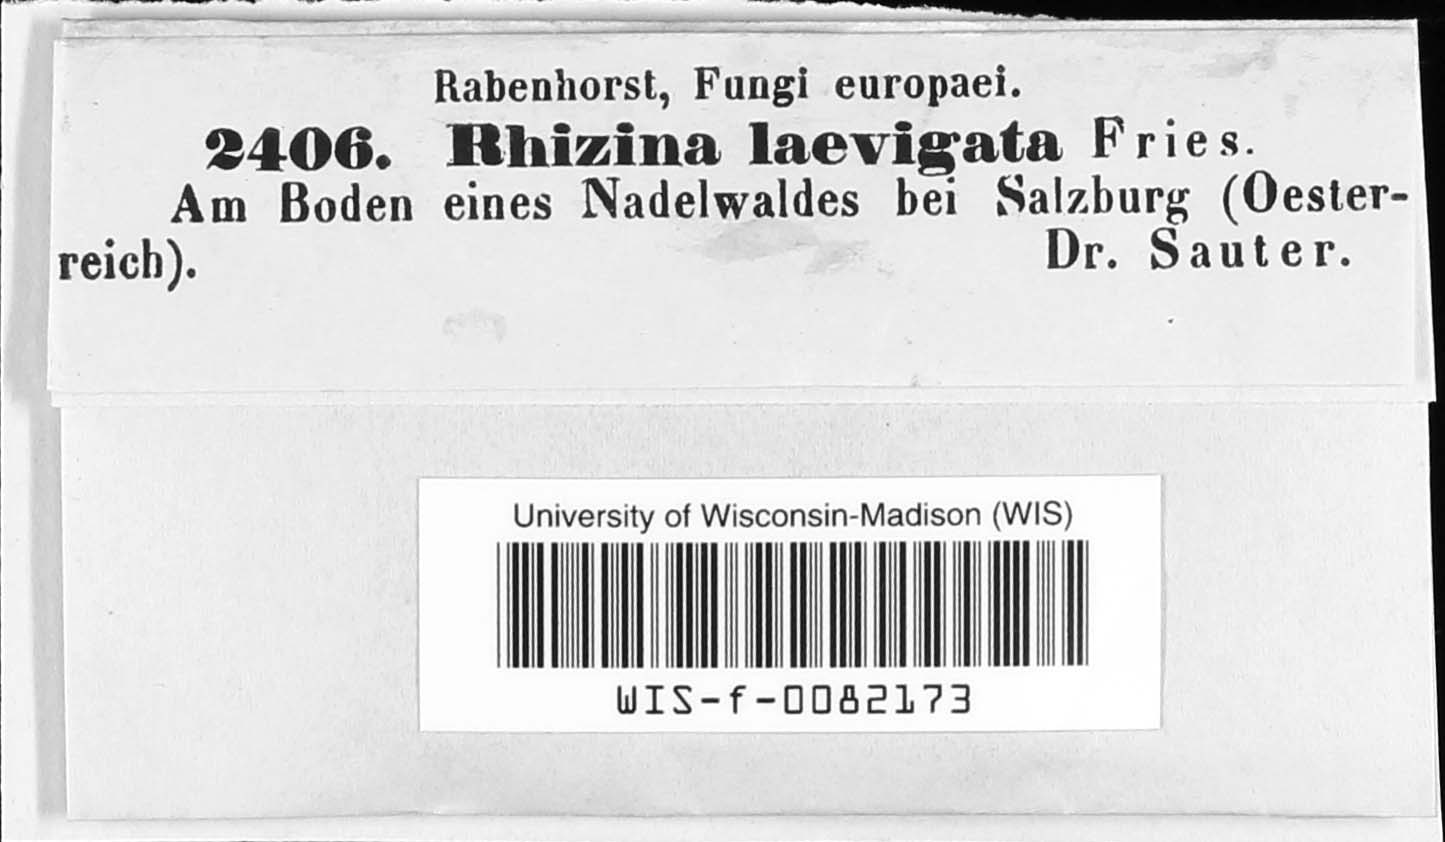 Rabenhorst, Fungi europaei.
2406. Rhizina laevigata Fries.
Am Boden eines Nadelwaldes bei Salzburg (Oester-
reich). Dr. Sauter.
University of Wisconsin-Madison (WIS)
WIS-f-0082173